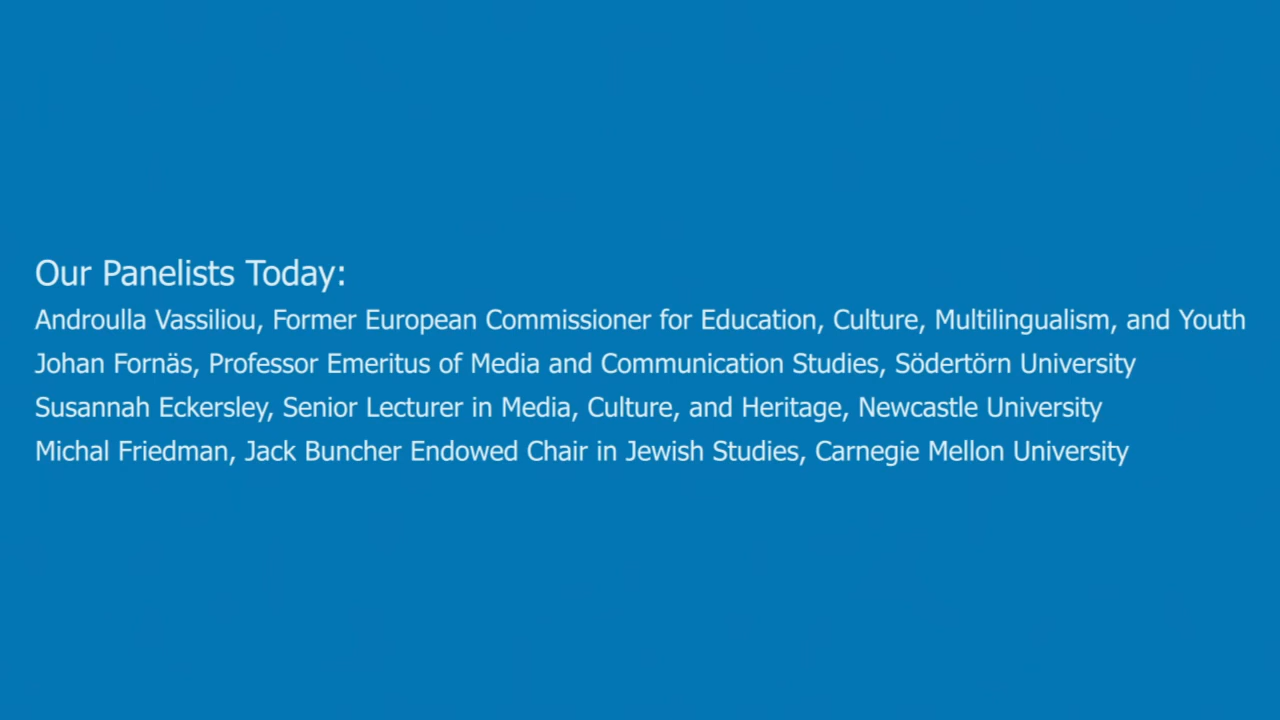 Our Panelists Today:
Androulla Vassiliou, Former European Commissioner for Education, Culture, Multilingualism, and Youth
Johan Fornäs, Professor Emeritus of Media and Communication Studies, Södertörn University
Susannah Eckersley, Senior Lecturer in Media, Culture, and Heritage, Newcastle University
Michal Friedman, Jack Buncher Endowed Chair in Jewish Studies, Carnegie Mellon University